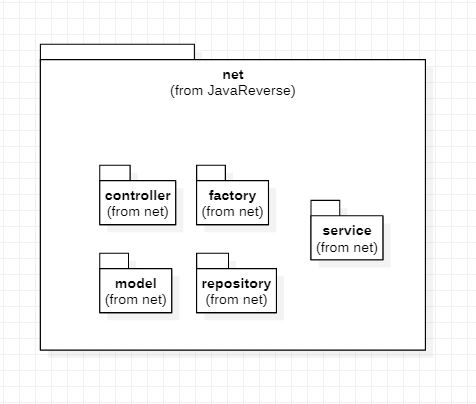 net
(from JavaReverse)
controller
(from net)
factory
(from net)
service
(from net)
model
(from net)
repository
(from net)